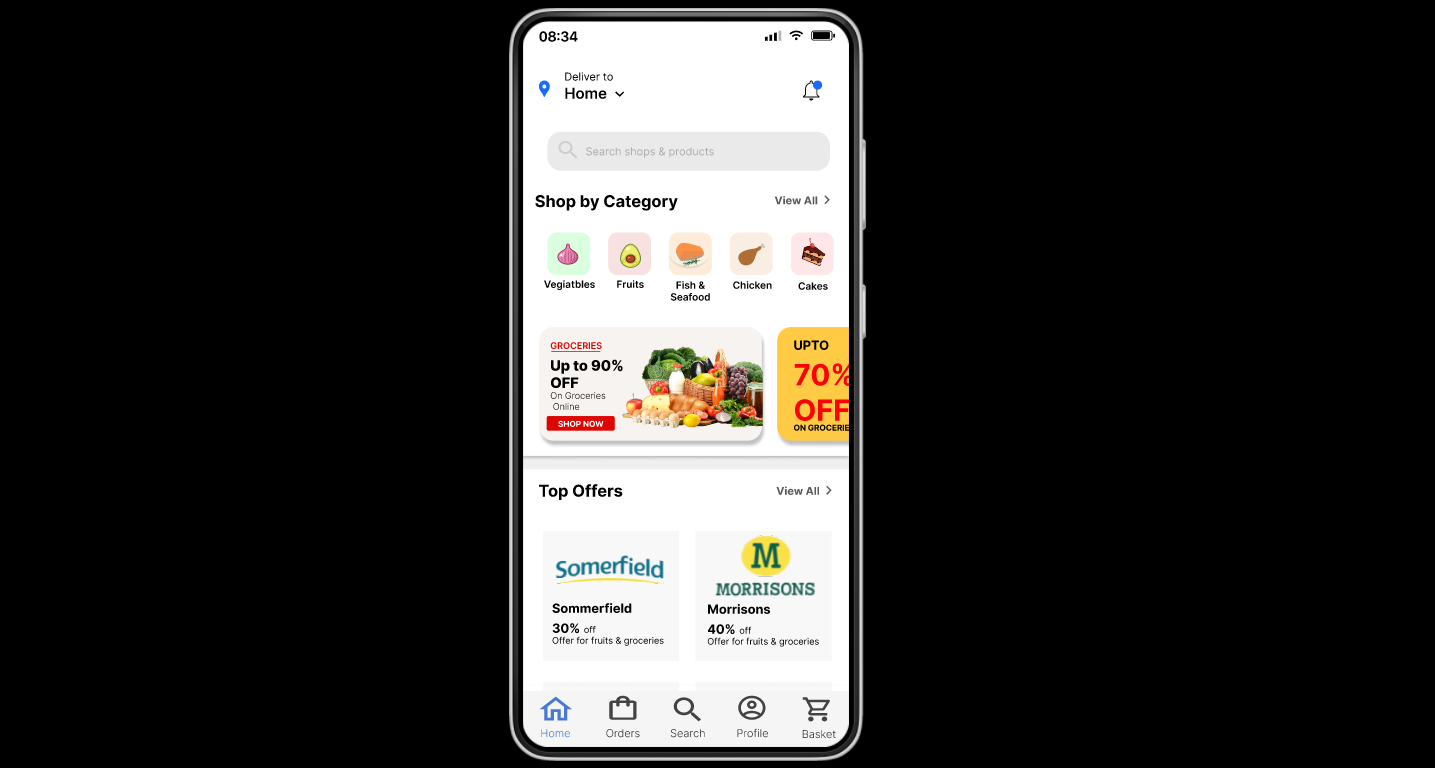 08:34
Deliver to
Home
Search shops & products
Shop by Category
View All
Vegiatbles
Fruits
Fish &
Seafood
Chicken
Cakes
GROCERIES
Up to 90%
OFF
On Groceries
Online
SHOP NOW
UPTO
70%
OFF
ON GROCERIE
Top Offers
View All
Somerfield
Sommerfield
30% off
Offer for fruits & groceries
M
MORRISONS
Morrisons
40% off
Offer for fruits & groceries
Home
Orders
Search
Profile
Basket